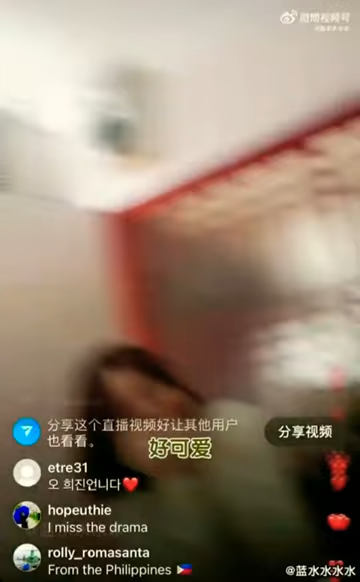 微博视频号
分享这个直播视频好让其他用户
也看看。
好可爱
分享视频
etre31
오 희진언니다❤️
hopeuthie
I miss the drama
rolly_romasanta
From the Philippines 🇵🇭
@蓝水水水水